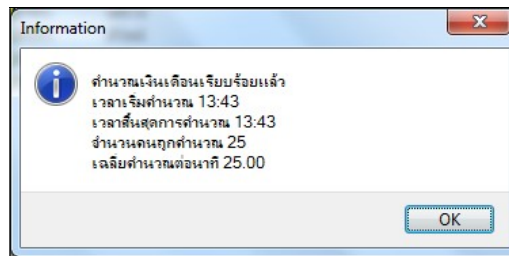 Information
คำนวณเงินเดือนเรียบร้อยแล้ว
เวลาเริ่มคำนวณ 13:43
เวลาสิ้นสุดการคำนวณ 13:43
จำนวนคนถูกคำนวณ 25
เฉลี่ยคำนวณต่อนาที 25.00
OK